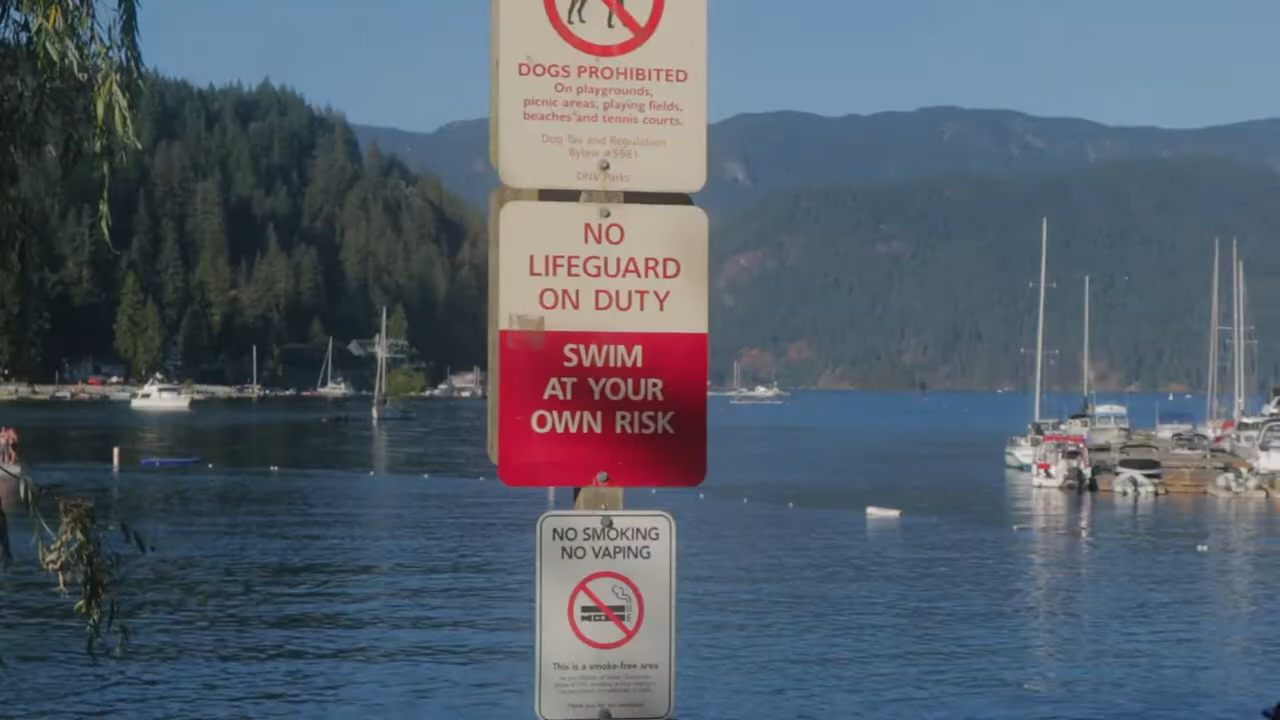 DOGS PROHIBITED
On playgrounds,
picnic areas, playing fields,
beaches and tennis courts.
Dog Tax and Regulation
Bylaw #5981
DNV Parks
NO
LIFEGUARD
ON DUTY
SWIM
AT YOUR
OWN RISK
NO SMOKING
NO VAPING
This is a smoke-free area